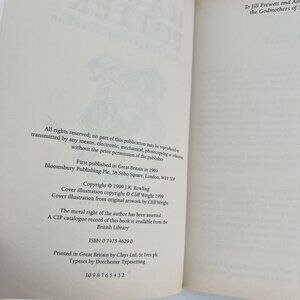 To Jill Prewett and
the Godmothers of
All rights reserved; no part of this publication may be reproduced or
transmitted by any means, electronic, mechanical, photocopying or otherwise,
without the prior permission of the publisher
First published in Great Britain in 1999
Bloomsbury Publishing Plc, 38 Soho Square, London, W1V 5DF
Copyright © 1999 J.K. Rowling
Cover illustration copyright © Cliff Wright 1999
Cover illustration from original artwork by Cliff Wright
The moral right of the author has been asserted
A CIP catalogue record of this book is available from the
British Library
ISBN 0 7475 4629 0
Printed in Great Britain by Clays Ltd, St Ives plc
Typeset by Dorchester Typesetting
10 9 8 7 6 5 4 3 2